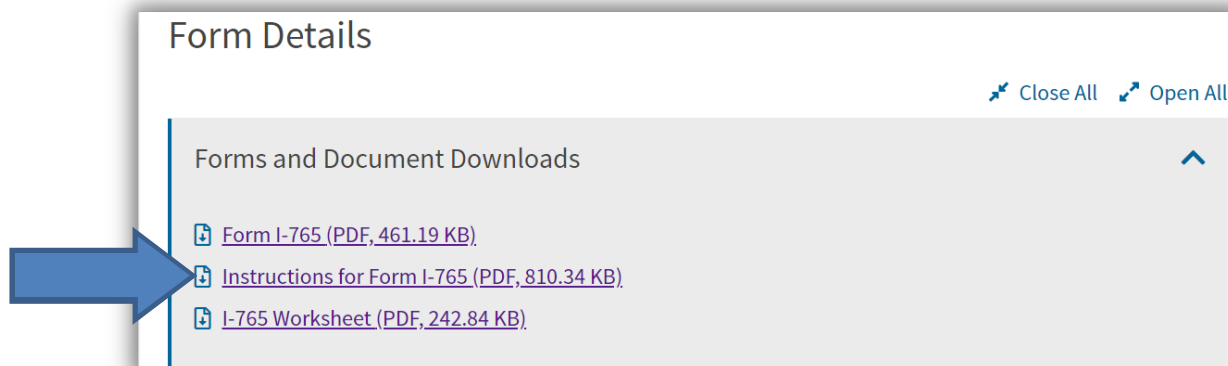 Form Details
Close All Open All
Forms and Document Downloads
Form I-765 (PDF, 461.19 KB)
Instructions for Form I-765 (PDF, 810.34 KB)
I-765 Worksheet (PDF, 242.84 KB)